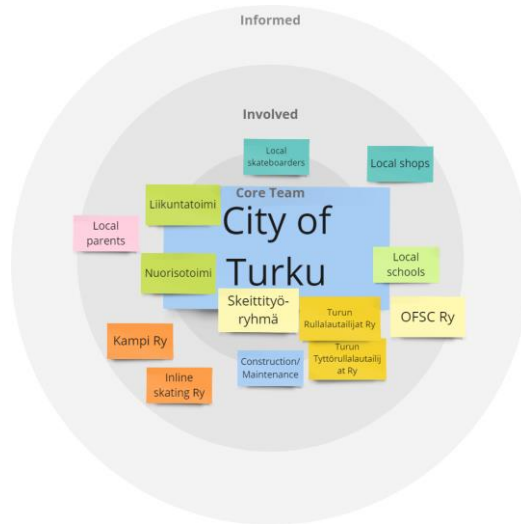 Informed
Involved
Local
skateboarders
Local shops
Core Team
Liikuntatoimi
City of
Turku
Local
parents
Local
schools
Nuorisotoimi
Skeittityö-
ryhmä
Turun
Rullalautailijat Ry
OFSC Ry
Kampi Ry
Construction/
Maintenance
Turun
Tyttörullalautailij
at Ry
Inline
skating Ry